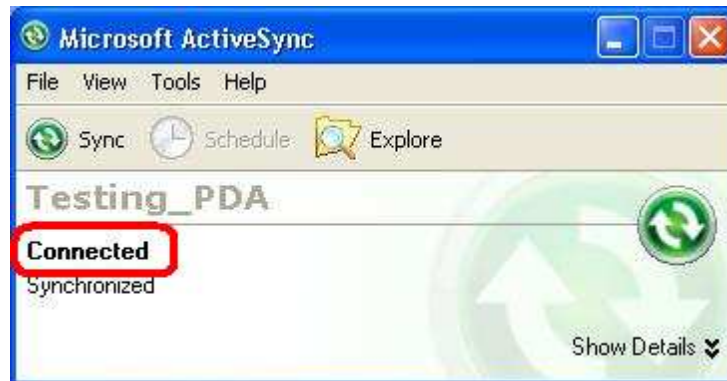 Microsoft ActiveSync
File View Tools Help
Sync Schedule Explore
Testing_PDA
Connected
Synchronized
Show Details